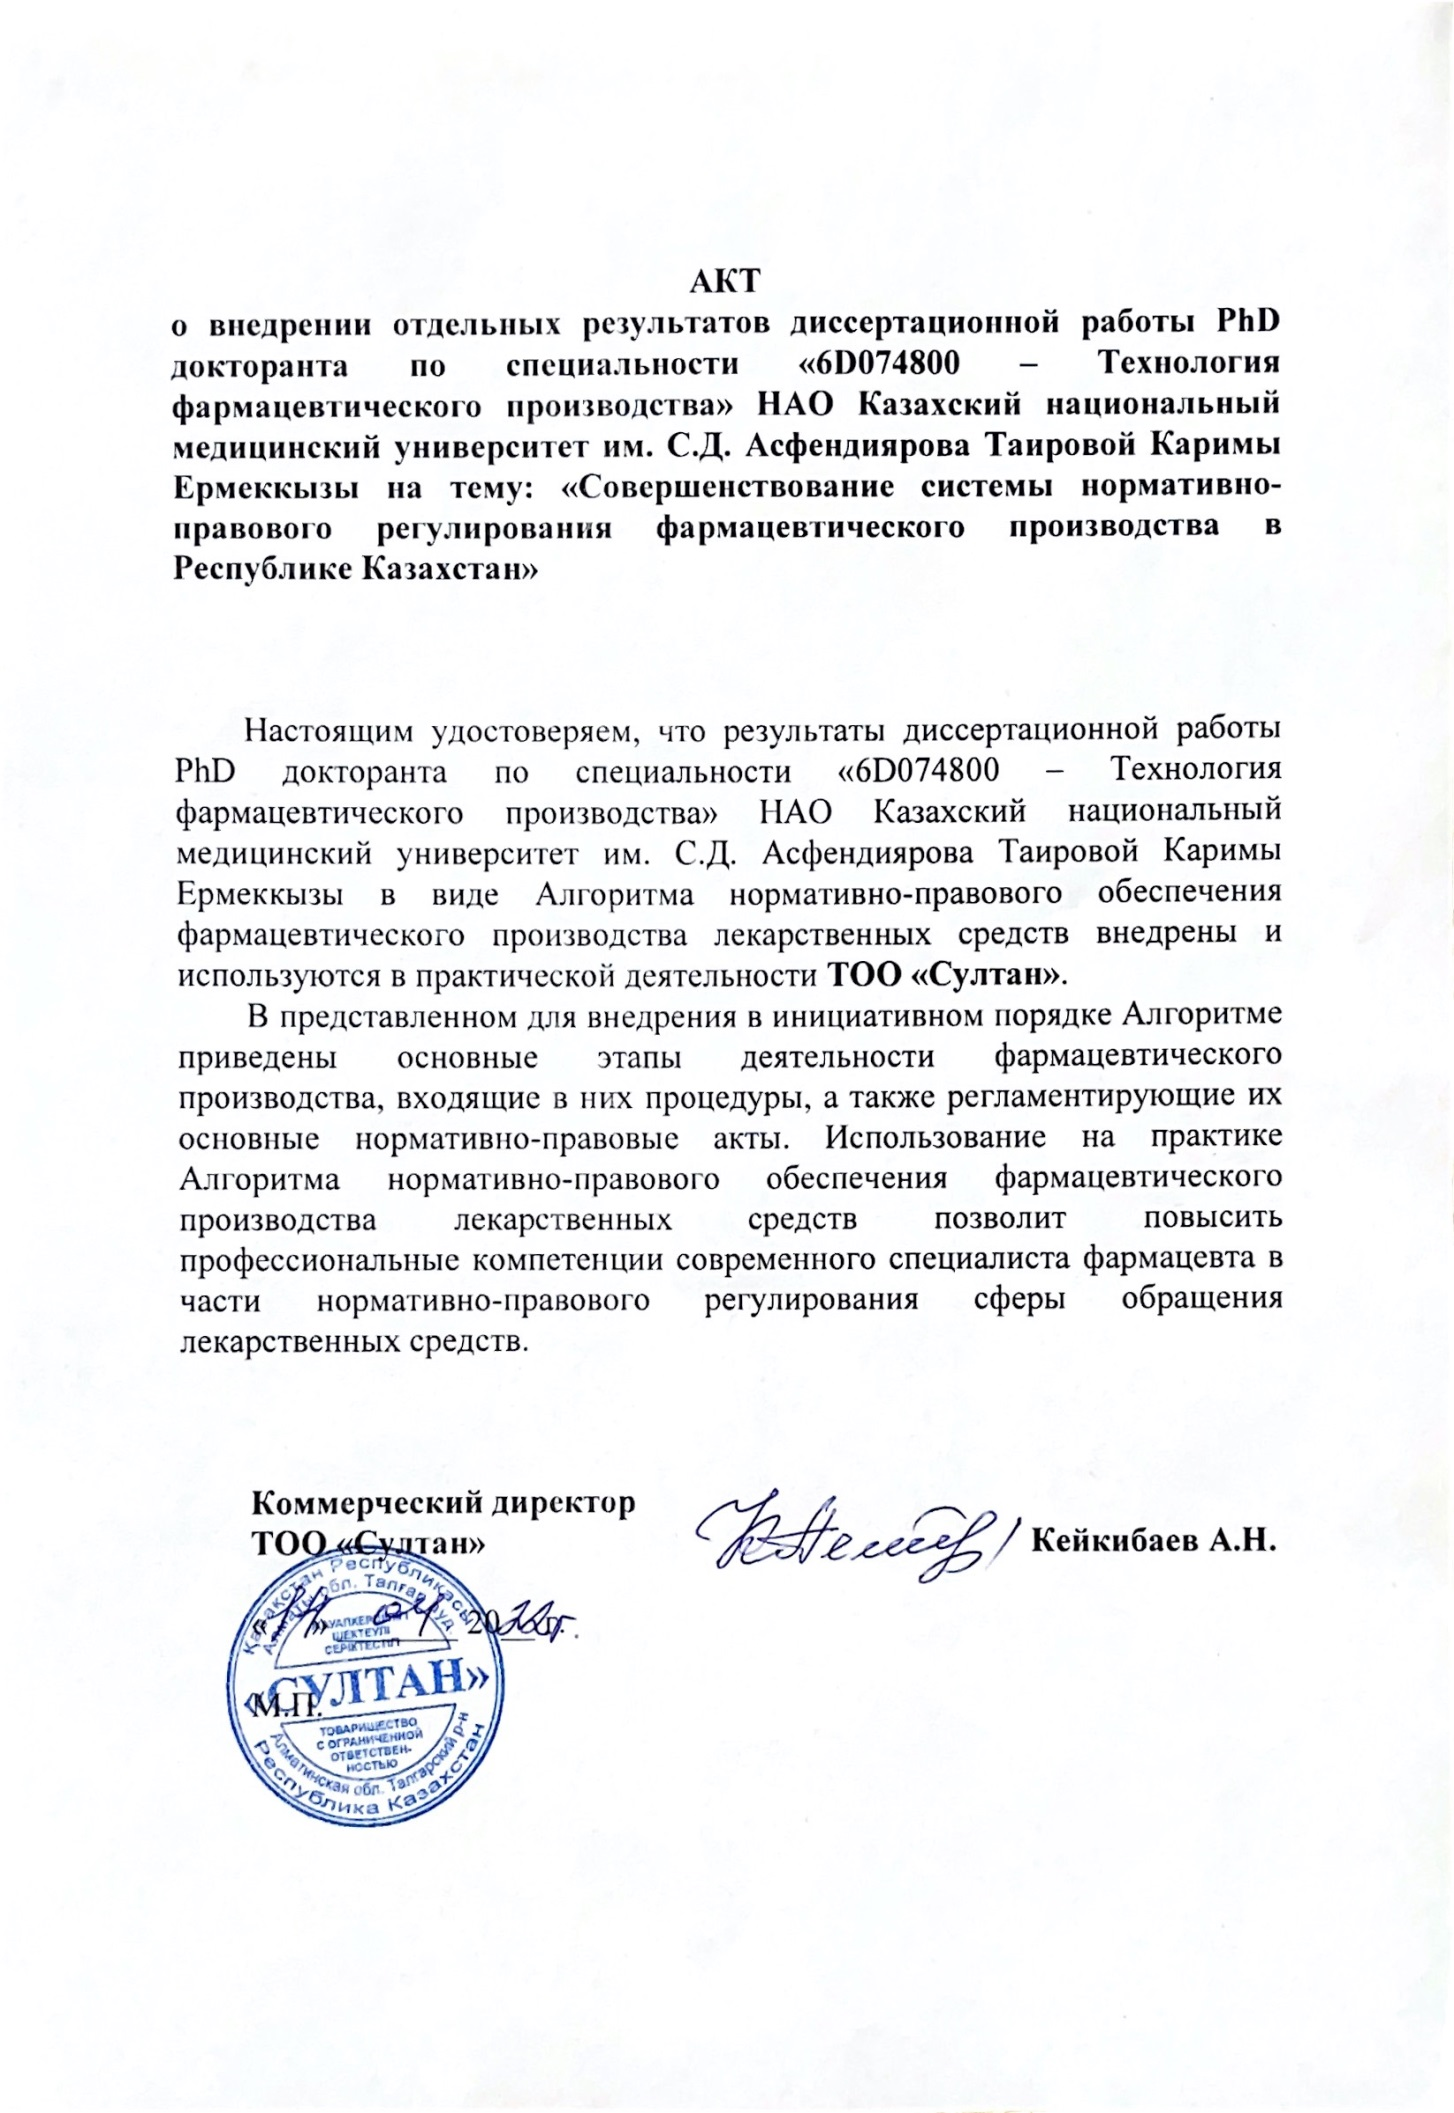 АКТ
о внедрении отдельных результатов диссертационной работы PhD
докторанта по специальности «6D074800 – Технология
фармацевтического производства» НАО Казахский национальный
медицинский университет им. С.Д. Асфендиярова Таировой Каримы
Ермеккызы на тему: «Совершенствование системы нормативно-
правового регулирования фармацевтического производства в
Республике Казахстан»
Настоящим удостоверяем, что результаты диссертационной работы
PhD докторанта по специальности «6D074800 – Технология
фармацевтического производства» НАО Казахский национальный
медицинский университет им. С.Д. Асфендиярова Таировой Каримы
Ермеккызы в виде Алгоритма нормативно-правового обеспечения
фармацевтического производства лекарственных средств внедрены и
используются в практической деятельности ТОО «Султан».
В представленном для внедрения в инициативном порядке Алгоритме
приведены основные этапы деятельности фармацевтического
производства, входящие в них процедуры, а также регламентирующие их
основные нормативно-правовые акты. Использование на практике
Алгоритма нормативно-правового обеспечения фармацевтического
производства лекарственных средств позволит повысить
профессиональные компетенции современного специалиста фармацевта в
части нормативно-правового регулирования сферы обращения
лекарственных средств.
Коммерческий директор
ТОО «Султан»
Кейкибаев А.Н.
04 2022г.
М.П.
Қазақстан Республикасы
«СУЛТАН»
ТОВАРИЩЕСТВО
С ОГРАНИЧЕННОЙ
ОТВЕТСТВЕН-
НОСТЬЮ
Алматинская обл. Талгарский р-н
Республика Казахстан